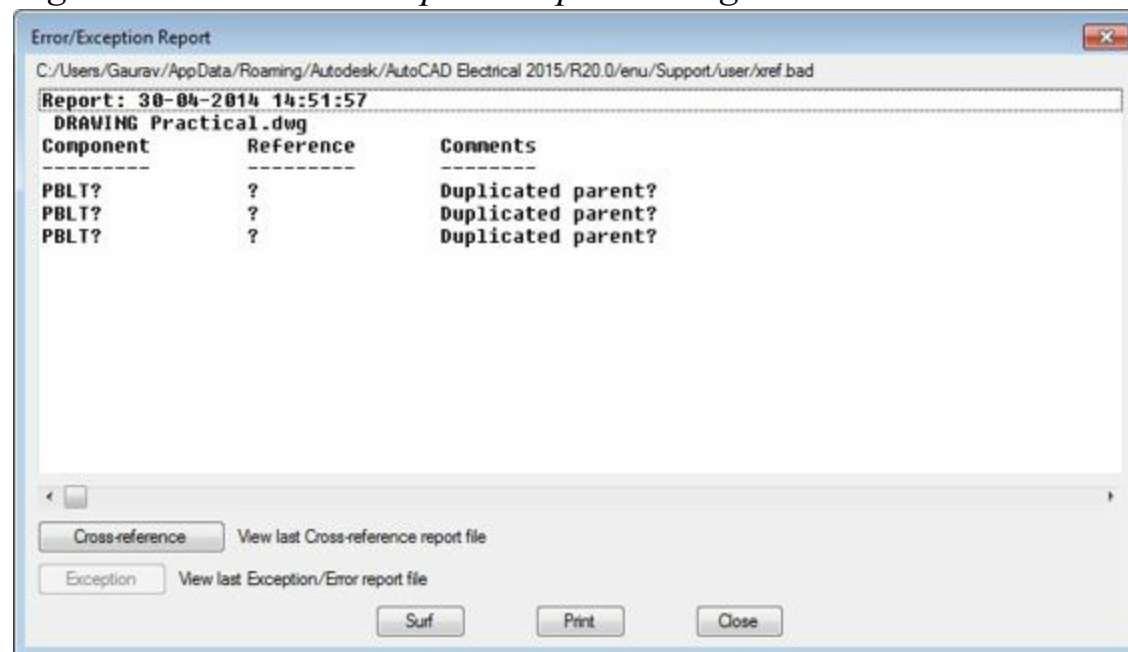 Error/Exception Report
C:/Users/Gaurav/AppData/Roaming/Autodesk/AutoCAD Electrical 2015/R20.0/enu/Support/user/xref.bad
Report: 30-04-2014 14:51:57
DRAWING Practical.dwg
Component Reference Comments
--------- --------- --------
PBLT? ? Duplicated parent?
PBLT? ? Duplicated parent?
PBLT? ? Duplicated parent?
Cross-reference View last Cross-reference report file
Exception View last Exception/Error report file
Surf Print Close